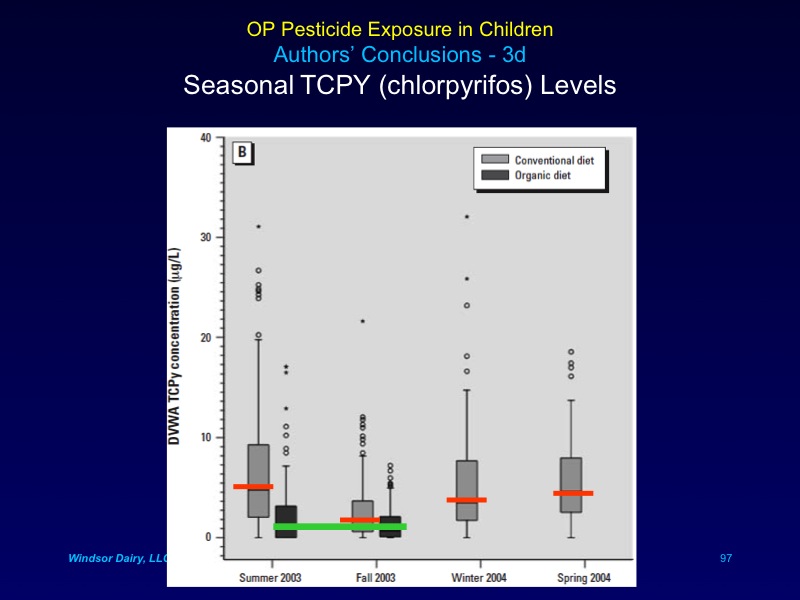 OP Pesticide Exposure in Children
Authors’ Conclusions - 3d
Seasonal TCPY (chlorpyrifos) Levels
40
B
Conventional diet
Organic diet
30
DVWA TCPy concentration (µg/L)
20
10
0
Windsor Dairy, LLC
97
Summer 2003
Fall 2003
Winter 2004
Spring 2004